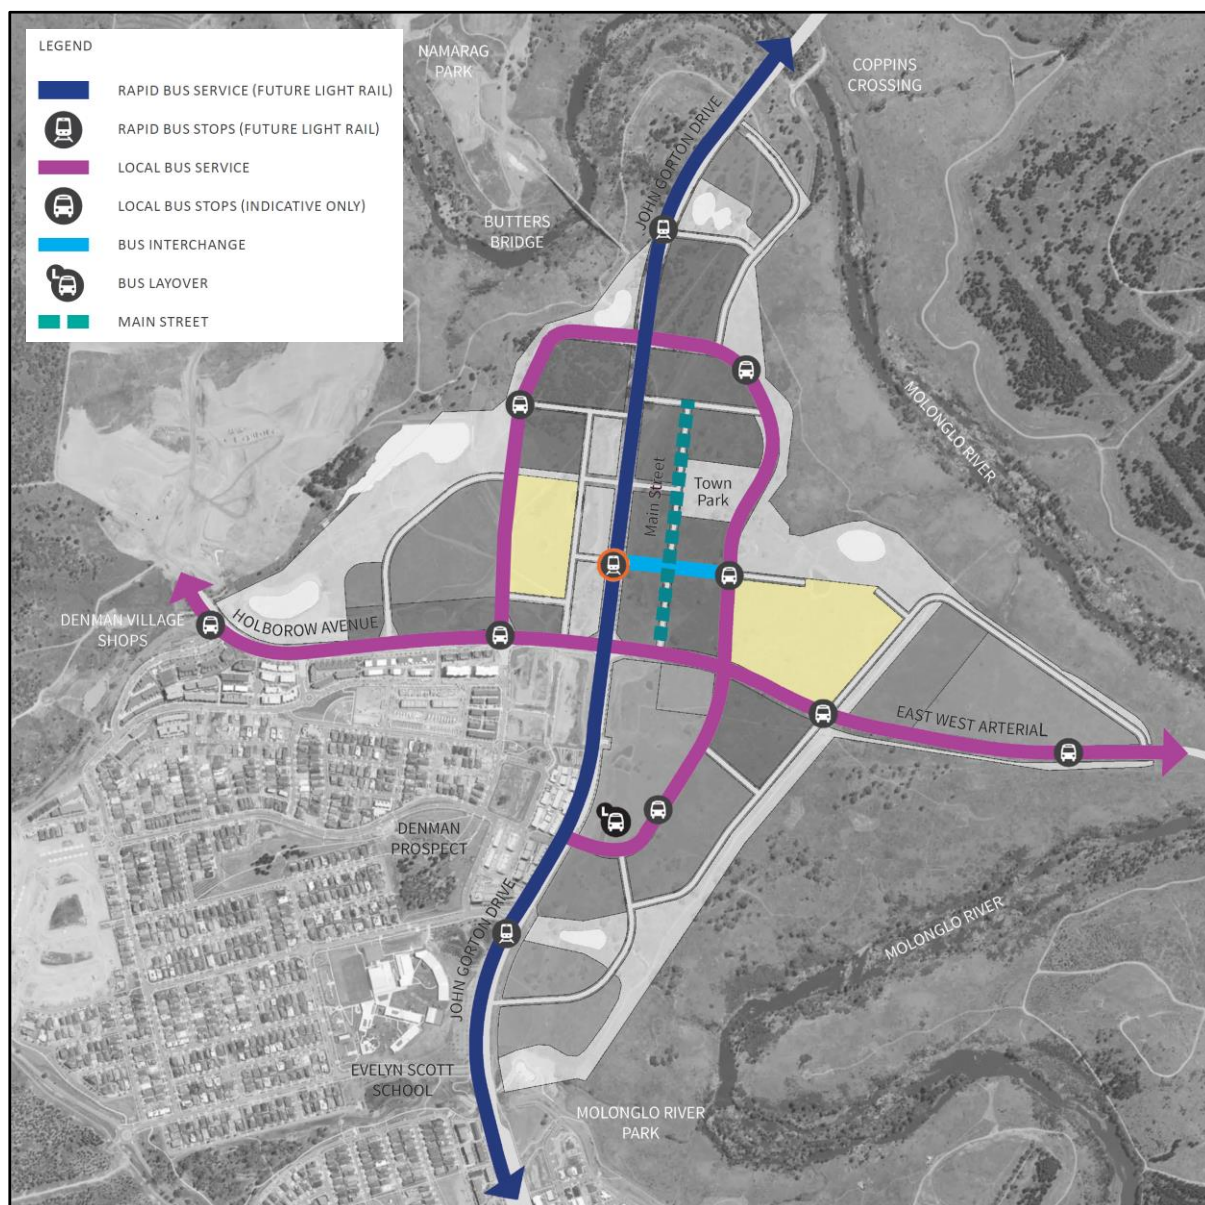 LEGEND
RAPID BUS SERVICE (FUTURE LIGHT RAIL)
RAPID BUS STOPS (FUTURE LIGHT RAIL)
LOCAL BUS SERVICE
LOCAL BUS STOPS (INDICATIVE ONLY)
BUS INTERCHANGE
L
BUS LAYOVER
MAIN STREET
NAMARAG
PARK
COPPINS
CROSSING
JOHN GORTON DRIVE
BUTTERS
BRIDGE
MOLONGLO RIVER
Main Street
Town
Park
DENMAN VILLAGE
SHOPS
HOLBOROW AVENUE
EAST WEST ARTERIAL
L
DENMAN
PROSPECT
JOHN GORTON DRIVE
MOLONGLO RIVER
EVELYN SCOTT
SCHOOL
MOLONGLO RIVER
PARK